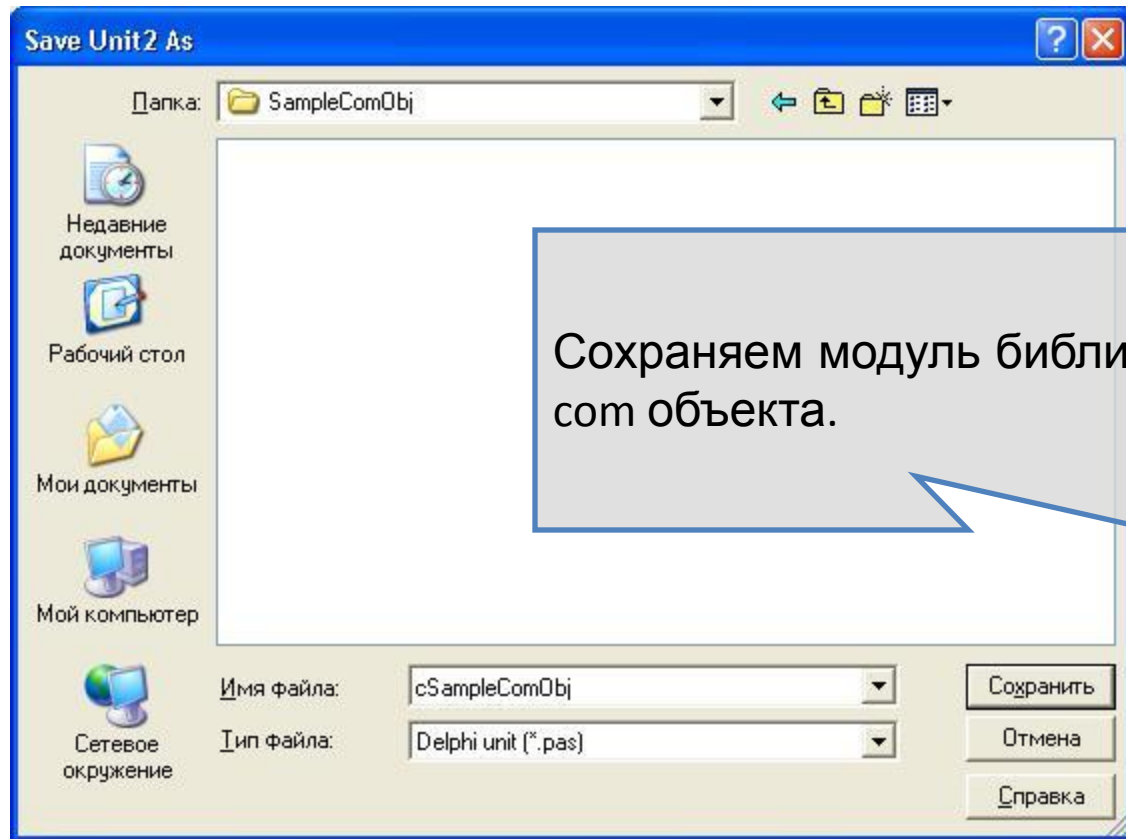 Save Unit2 As
Папка: SampleComObj
Недавние
документы
Рабочий стол
Мои документы
Мой компьютер
Сетевое
окружение
Сохраняем модуль
com объекта.
Имя файла: cSampleComObj
Сохранить
Тип файла: Delphi unit (*.pas)
Отмена
Справка